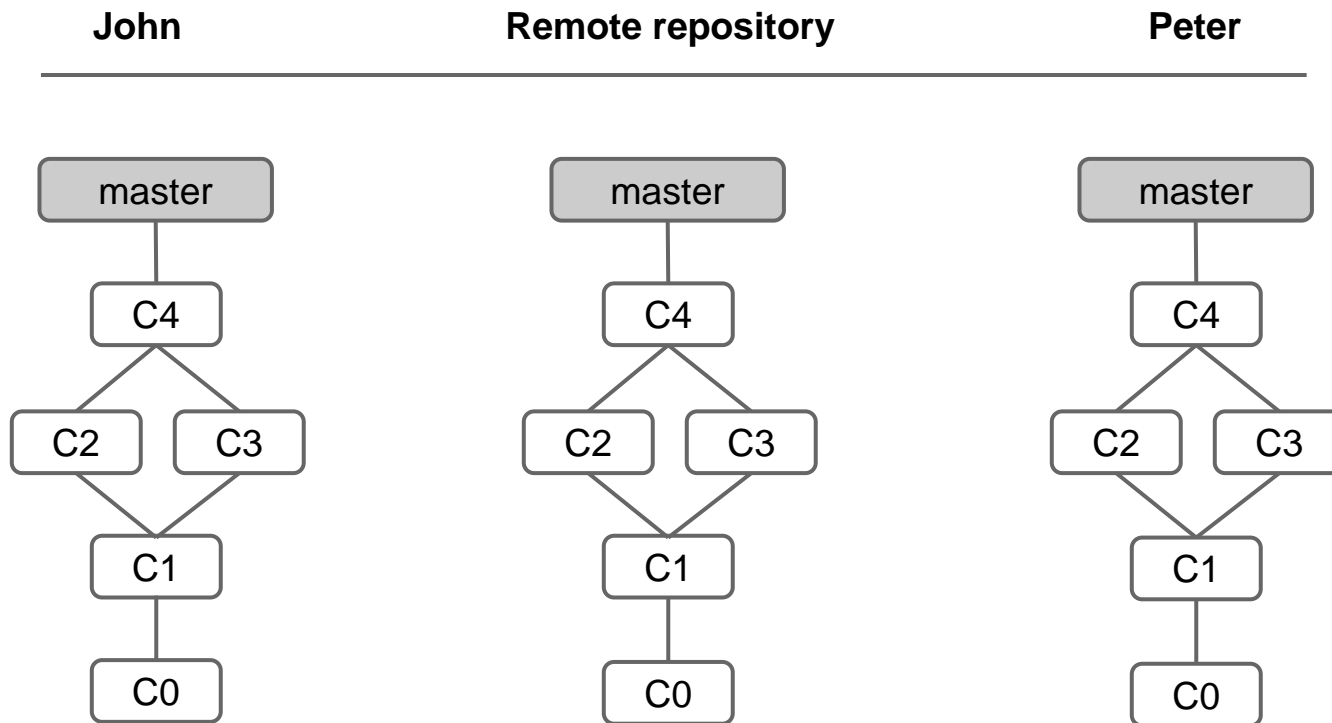 John Remote repository Peter
master master master
C4 C4 C4
C2 C3 C2 C3 C2 C3
C1 C1 C1
C0 C0 C0